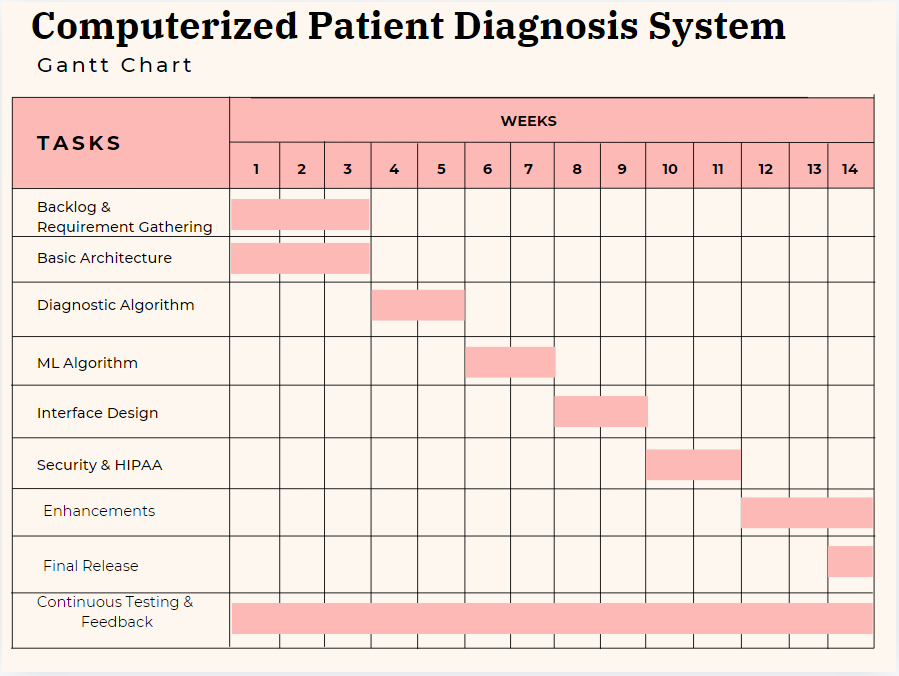 Computerized Patient Diagnosis System
Gantt Chart
TASKS
WEEKS
1 2 3 4 5 6 7 8 9 10 11 12 13 14
Backlog &
Requirement Gathering
Basic Architecture
Diagnostic Algorithm
ML Algorithm
Interface Design
Security & HIPAA
Enhancements
Final Release
Continuous Testing &
Feedback